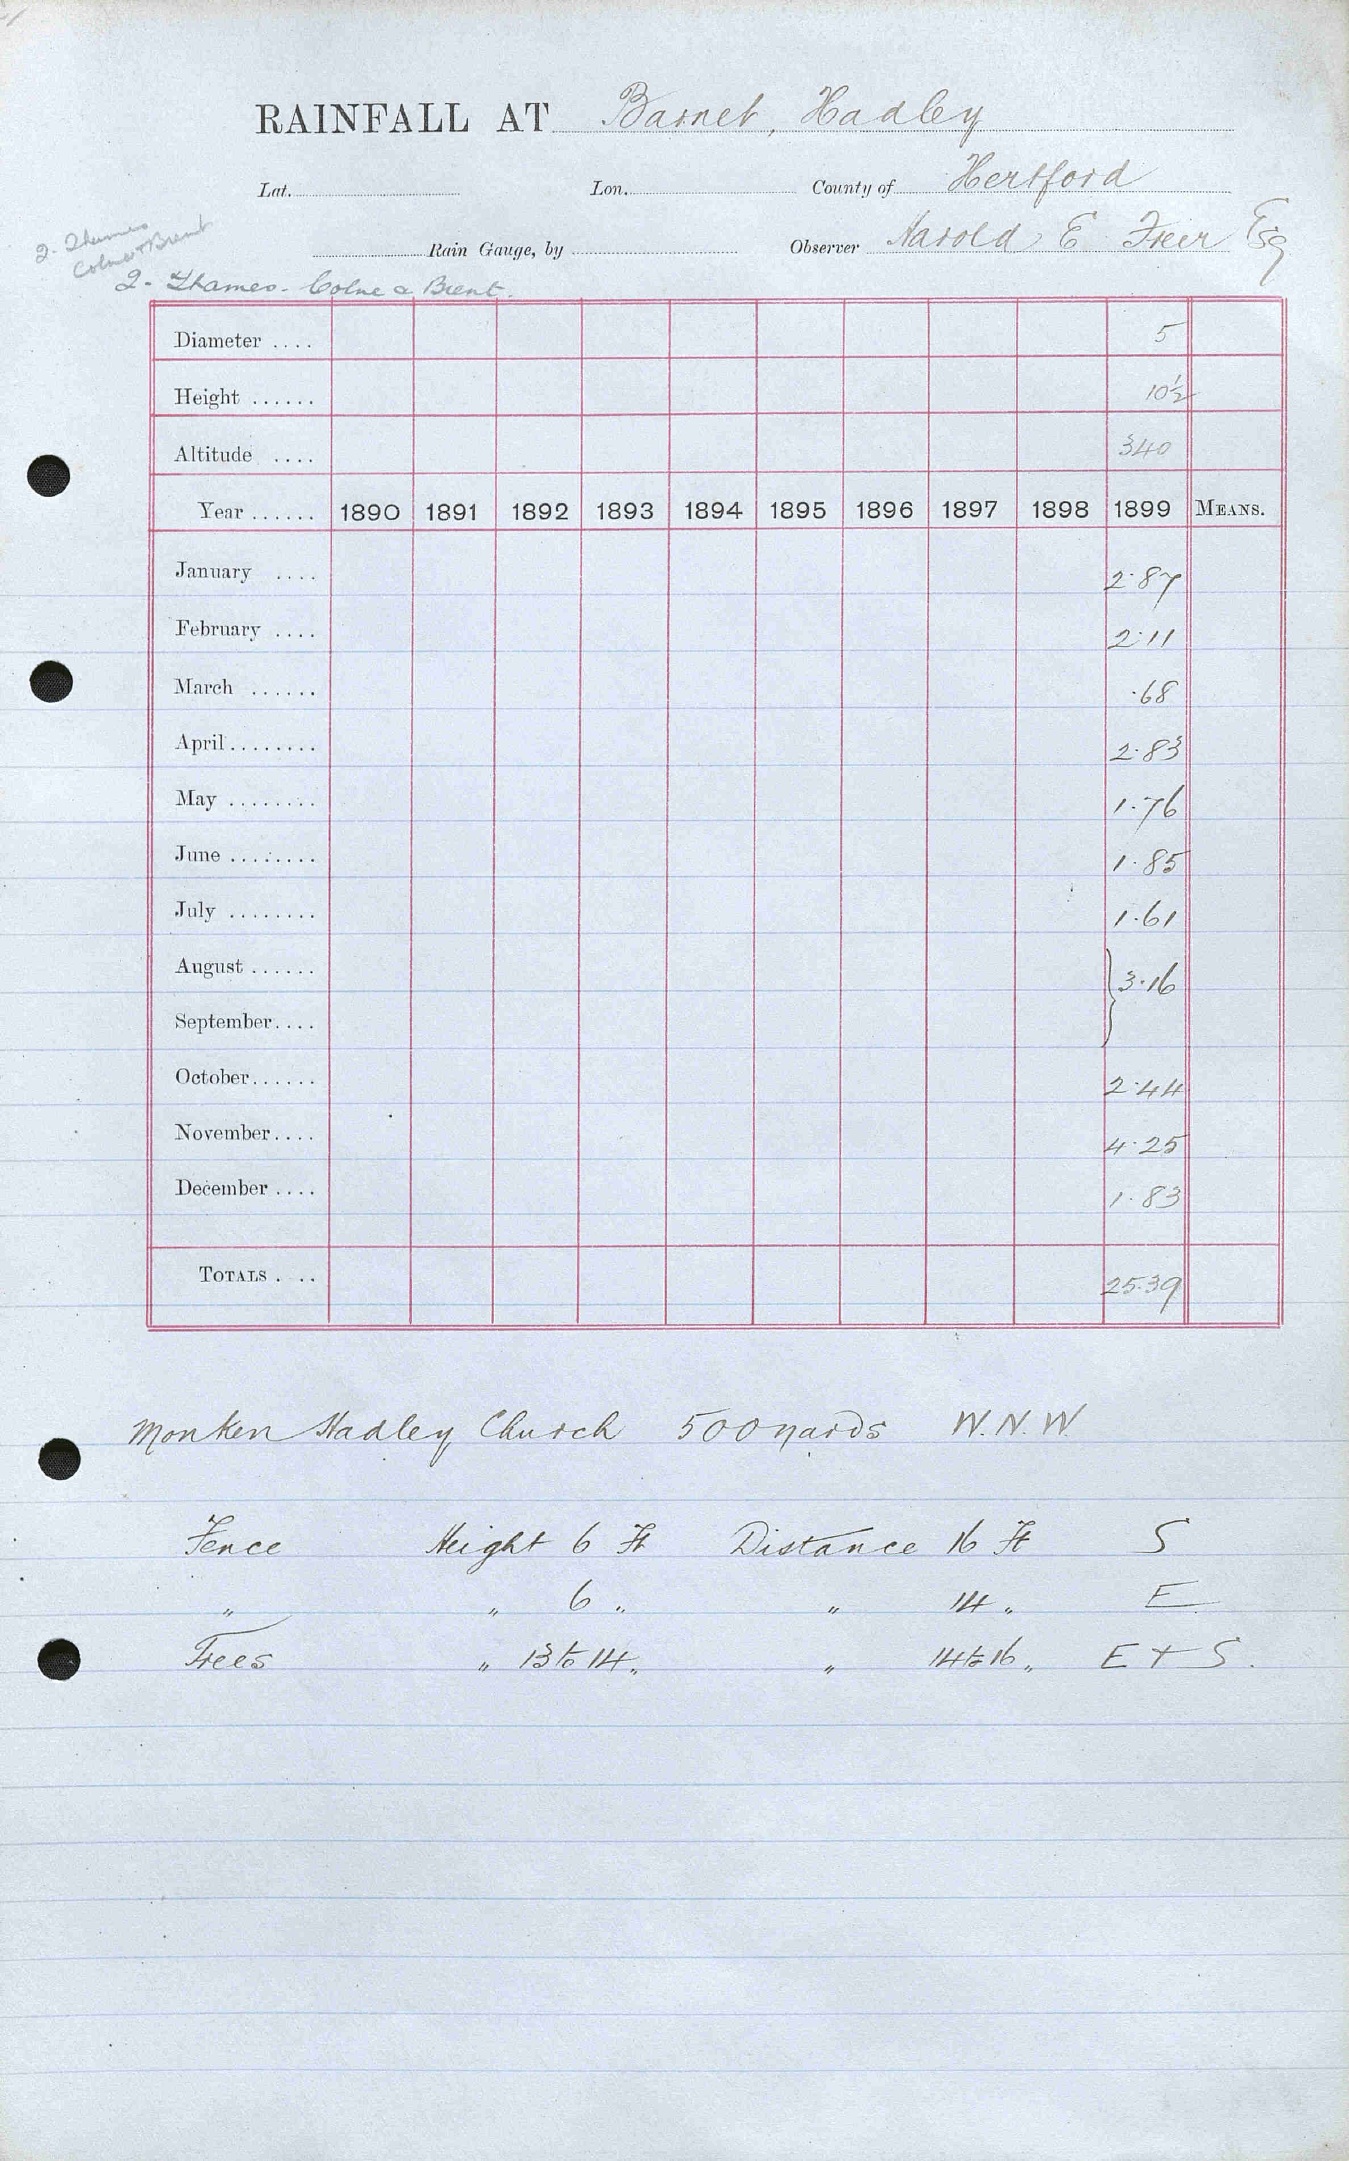 RAINFALL AT Barnet, Hadley
Lat. Lon. County of Hertford
Rain Gauge, by Observer Harold E Freer Esq
2. Thames
Colne & Brent
2. Thames - Colne & Brent.
Diameter .... 5
Height ...... 10½
Altitude .... 340
Year ...... 1890 1891 1892 1893 1894 1895 1896 1897 1898 1899 MEANS.
January .... 2.87
February .... 2.11
March ...... .68
April ........ 2.83
May ........ 1.76
June ........ 1.85
July ........ 1.61
August ...... } 3.16
September ....
October ...... 2.44
November .... 4.25
December .... 1.83
TOTALS . .. 25.39
Monken Hadley Church 500 yards W.N.W.
Fence Height 6 Ft Distance 16 Ft S
" " 6 " " 14 " E
Trees " 13 to 14 " " 14 to 16 " E + S.